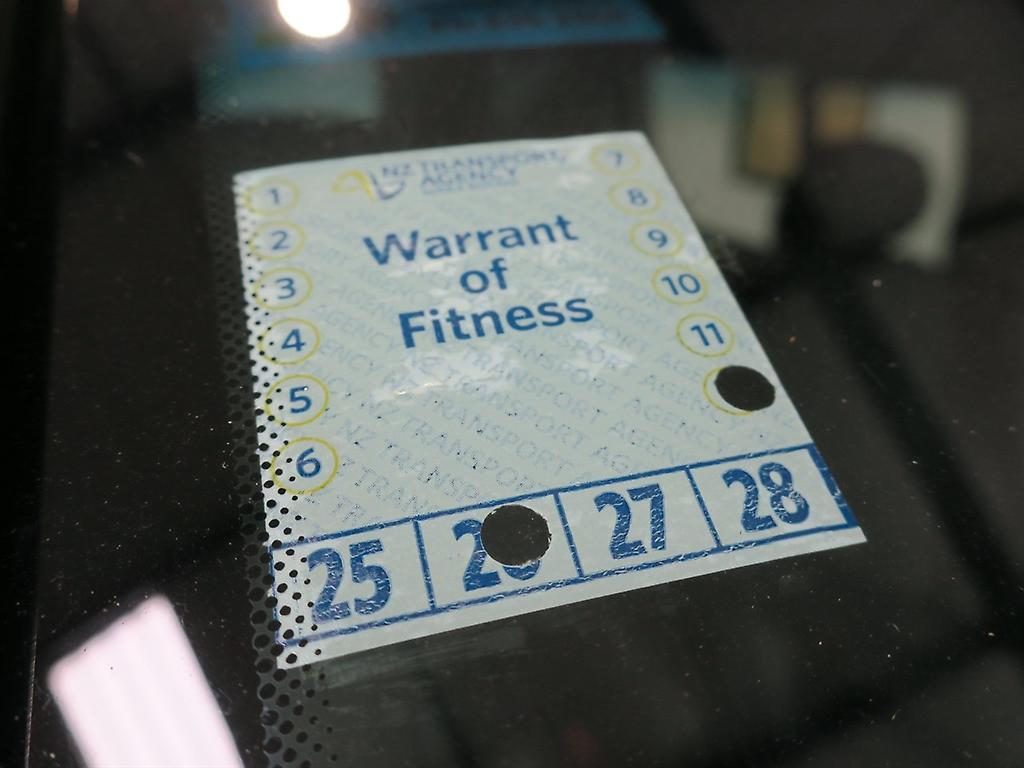 NZ TRANSPORT
AGENCY
Warrant
of
Fitness
1
2
3
4
5
6
7
8
9
10
11
25
27
28